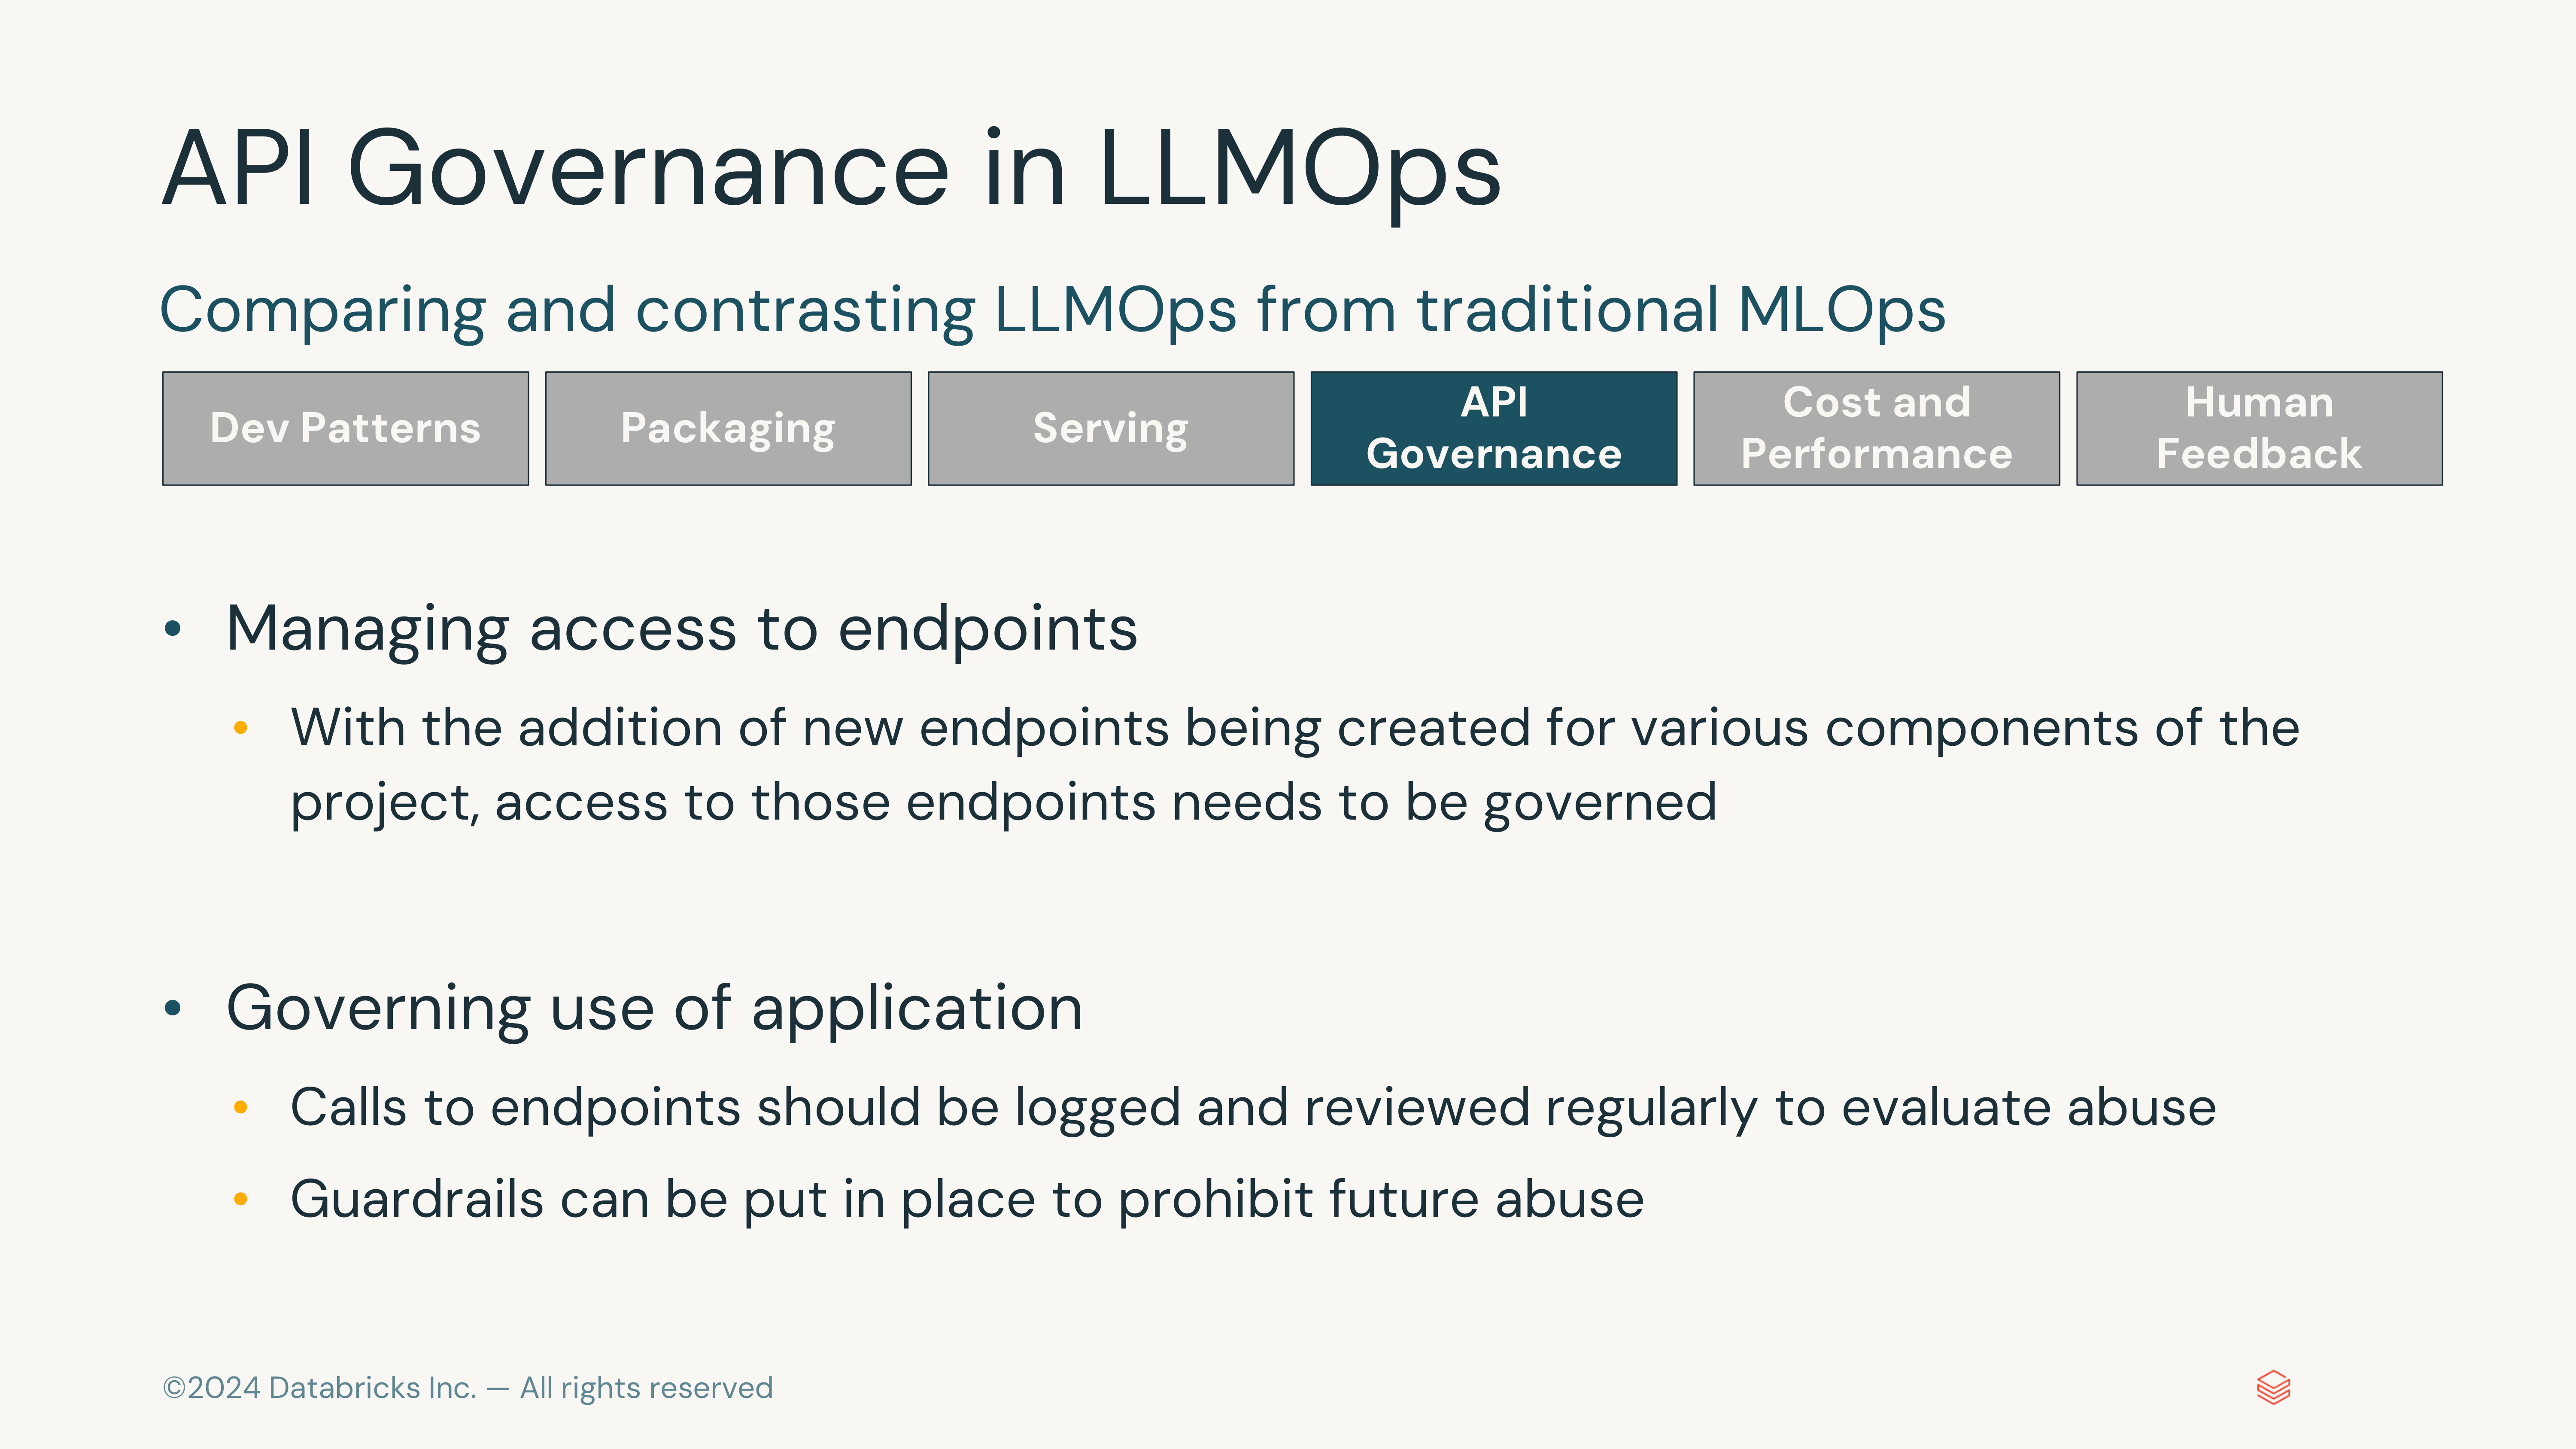 API Governance in LLMOps
Comparing and contrasting LLMOps from traditional MLOps
Dev Patterns
Packaging
Serving
API
Governance
Cost and
Performance
Human
Feedback
• Managing access to endpoints
• With the addition of new endpoints being created for various components of the
project, access to those endpoints needs to be governed
• Governing use of application
• Calls to endpoints should be logged and reviewed regularly to evaluate abuse
• Guardrails can be put in place to prohibit future abuse
©2024 Databricks Inc. — All rights reserved